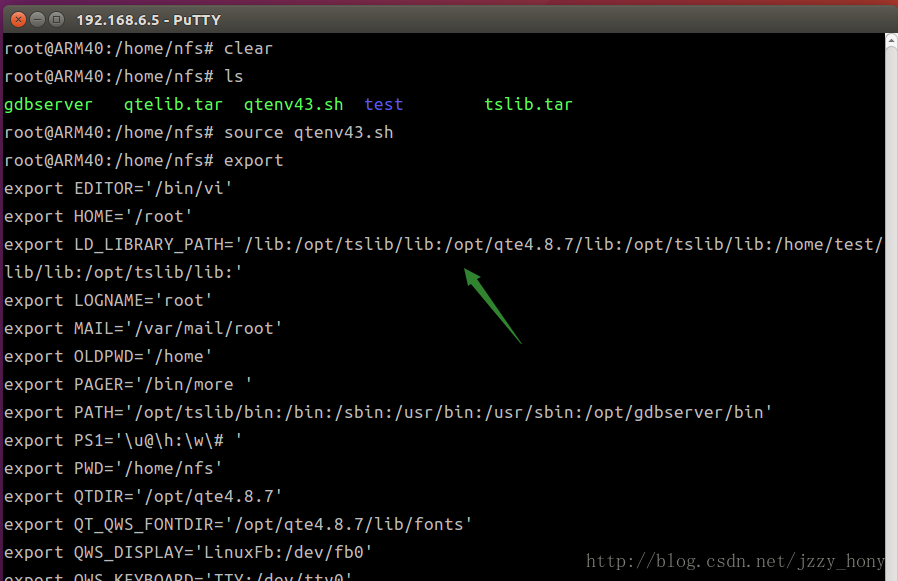 192.168.6.5 - PuTTY
root@ARM40:/home/nfs# clear
root@ARM40:/home/nfs# ls
gdbserver   qtelib.tar  qtenv43.sh  test        tslib.tar
root@ARM40:/home/nfs# source qtenv43.sh
root@ARM40:/home/nfs# export
export EDITOR='/bin/vi'
export HOME='/root'
export LD_LIBRARY_PATH='/lib:/opt/tslib/lib:/opt/qte4.8.7/lib:/opt/tslib/lib:/home/test/
lib/lib:/opt/tslib/lib:'
export LOGNAME='root'
export MAIL='/var/mail/root'
export OLDPWD='/home'
export PAGER='/bin/more '
export PATH='/opt/tslib/bin:/bin:/sbin:/usr/bin:/usr/sbin:/opt/gdbserver/bin'
export PS1='\u@\h:\w\# '
export PWD='/home/nfs'
export QTDIR='/opt/qte4.8.7'
export QT_QWS_FONTDIR='/opt/qte4.8.7/lib/fonts'
export QWS_DISPLAY='LinuxFb:/dev/fb0'
export QWS_KEYBOARD='TTY:/dev/tty0'
http://blog.csdn.net/jzzy_hony